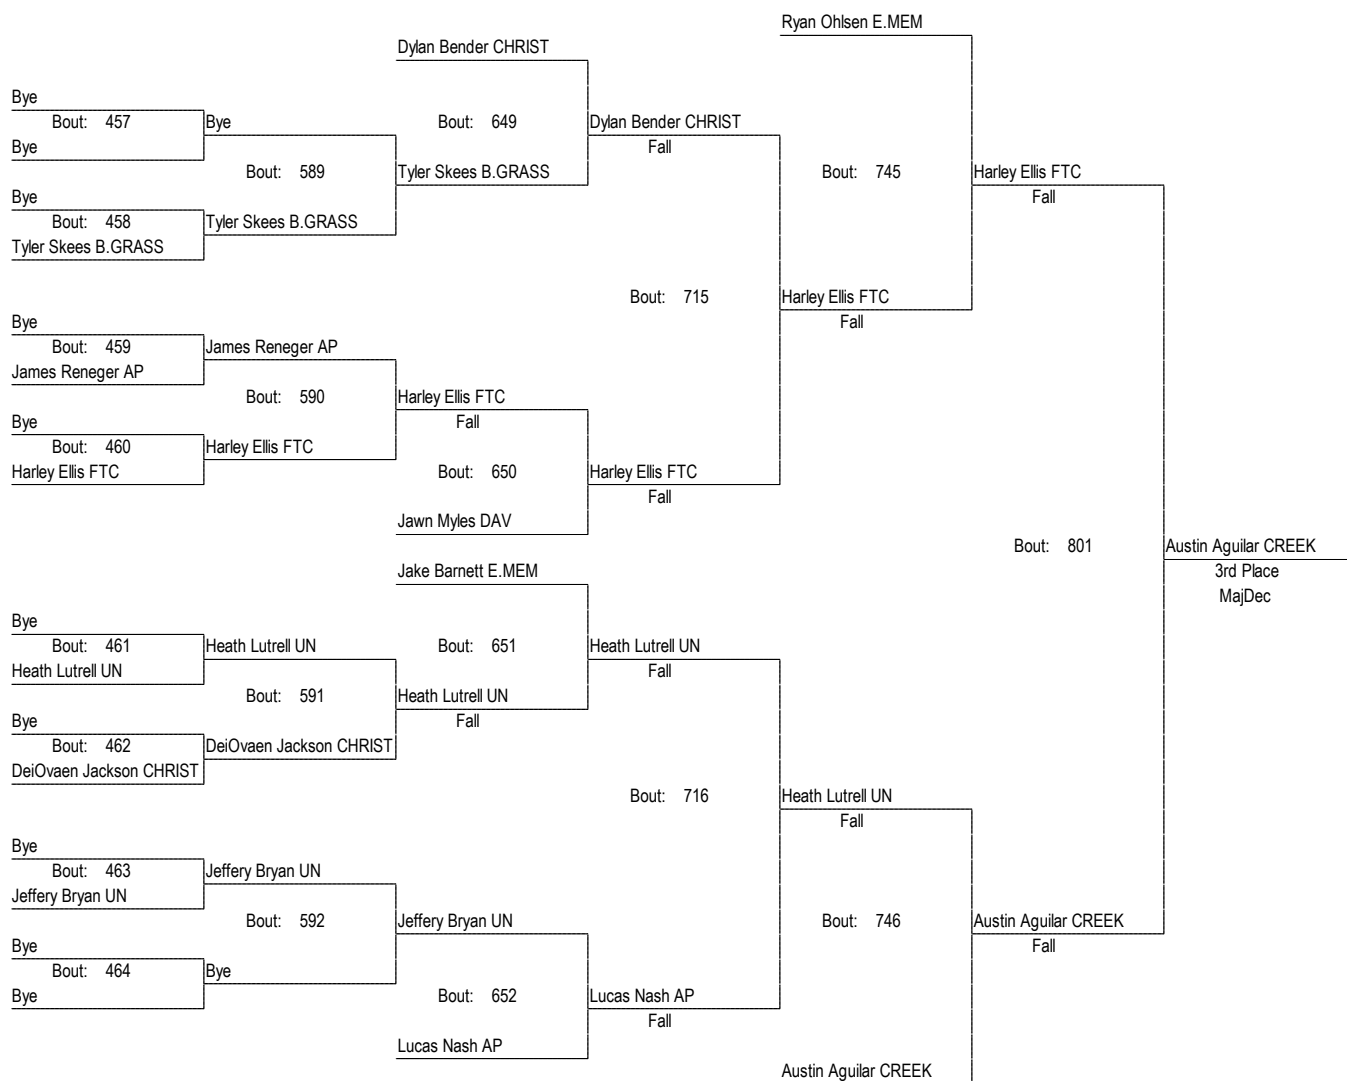 Ryan Ohlsen E.MEM
Dylan Bender CHRIST
Bye
Bout: 457
Bye
Bout: 649
Dylan Bender CHRIST
Bye
Fall
Bout: 589
Tyler Skees B.GRASS
Bout: 745
Harley Ellis FTC
Bye
Fall
Bout: 458
Tyler Skees B.GRASS
Tyler Skees B.GRASS
Bout: 715
Harley Ellis FTC
Bye
Fall
Bout: 459
James Reneger AP
James Reneger AP
Bout: 590
Harley Ellis FTC
Bye
Fall
Bout: 460
Harley Ellis FTC
Harley Ellis FTC
Bout: 650
Harley Ellis FTC
Fall
Jawn Myles DAV
Bout: 801
Austin Aguilar CREEK
Jake Barnett E.MEM
3rd Place
MajDec
Bye
Bout: 461
Heath Lutrell UN
Bout: 651
Heath Lutrell UN
Heath Lutrell UN
Fall
Bout: 591
Heath Lutrell UN
Bye
Fall
Bout: 462
DeiOvaen Jackson CHRIST
DeiOvaen Jackson CHRIST
Bout: 716
Heath Lutrell UN
Fall
Bye
Bout: 463
Jeffery Bryan UN
Jeffery Bryan UN
Bout: 592
Jeffery Bryan UN
Bout: 746
Austin Aguilar CREEK
Bye
Fall
Bout: 464
Bye
Bye
Bout: 652
Lucas Nash AP
Fall
Lucas Nash AP
Austin Aguilar CREEK